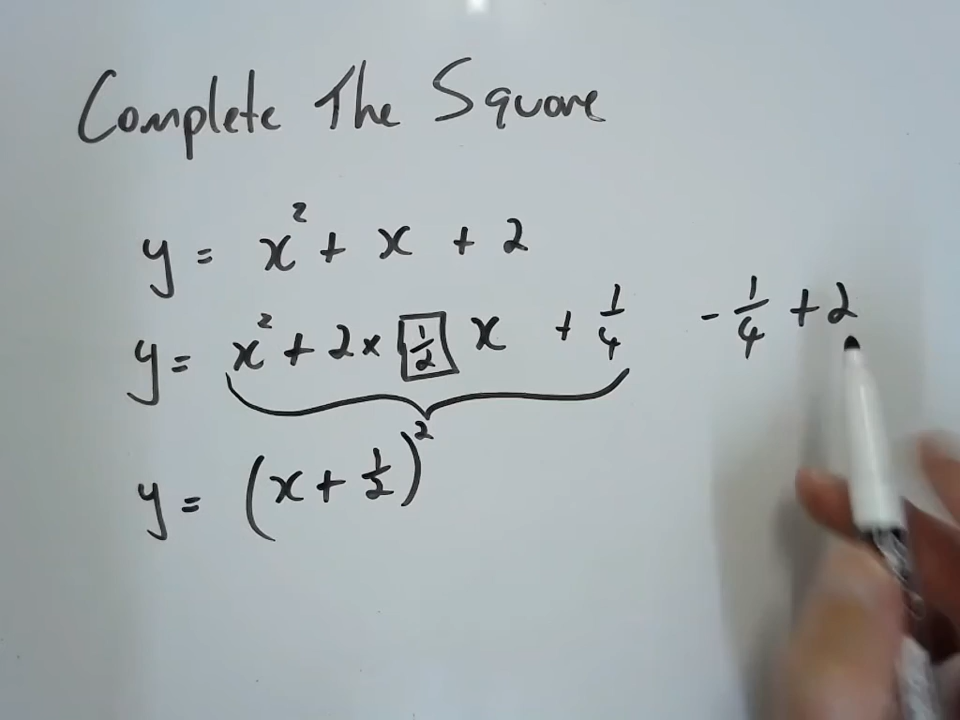 Complete The Square
y = x² + x + 2
y = x² + 2 × 1/2 x + 1/4 - 1/4 + 2
y = (x + 1/2)²